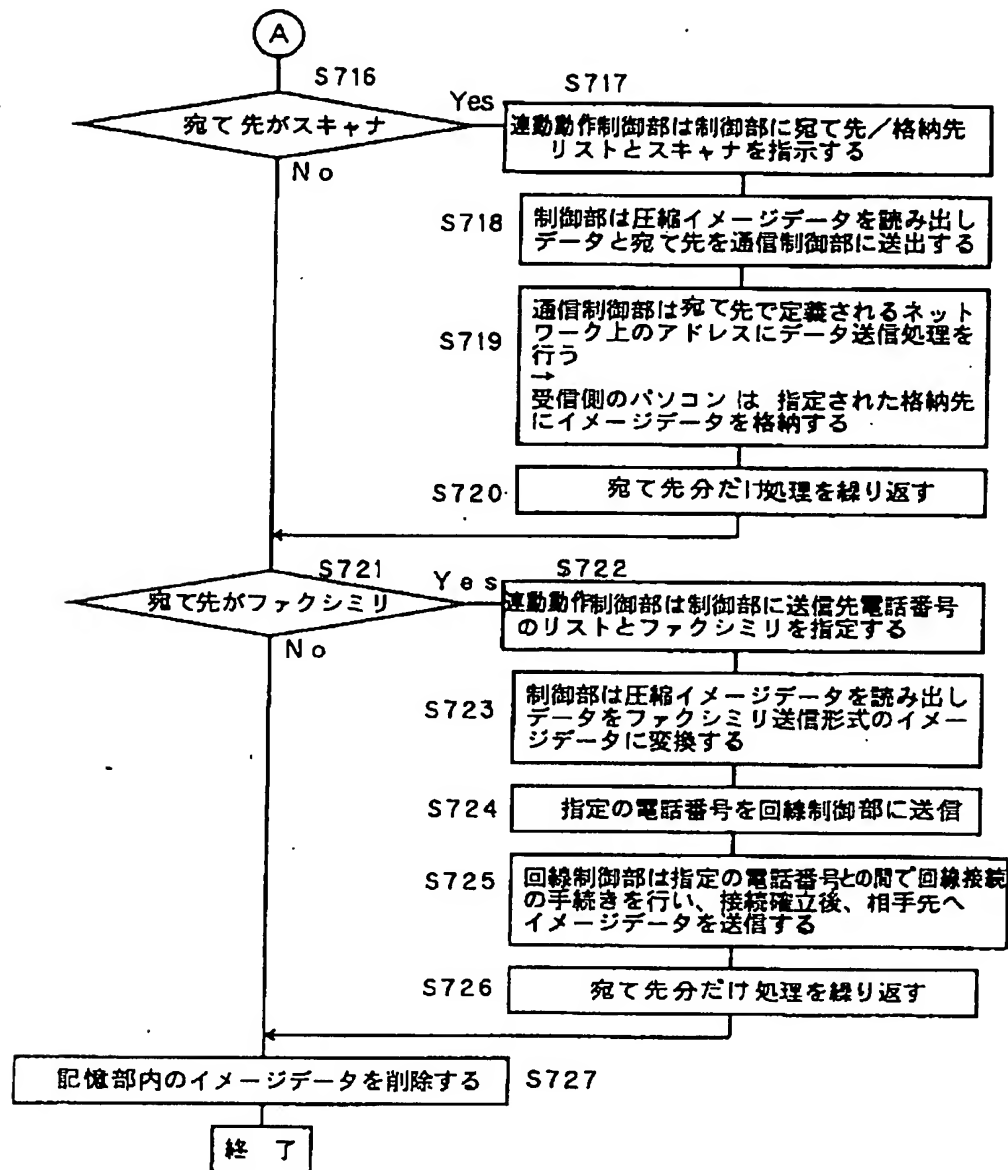 A
S716
宛て先がスキャナ
Yes
No
S717
連動動作制御部は制御部に宛て先／格納先
リストとスキャナを指示する
S718
制御部は圧縮イメージデータを読み出し
データと宛て先を通信制御部に送出する
S719
通信制御部は宛て先で定義されるネット
ワーク上のアドレスにデータ送信処理を
行う
→
受信側のパソコンは 指定された格納先
にイメージデータを格納する
S720
宛て先分だけ処理を繰り返す
S721
宛て先がファクシミリ
Yes
No
S722
連動動作制御部は制御部に送信先電話番号
のリストとファクシミリを指定する
S723
制御部は圧縮イメージデータを読み出し
データをファクシミリ送信形式のイメー
ジデータに変換する
S724
指定の電話番号を回線制御部に送信
S725
回線制御部は指定の電話番号との間で回線接続
の手続きを行い、接続確立後、相手先へ
イメージデータを送信する
S726
宛て先分だけ処理を繰り返す
記憶部内のイメージデータを削除する
S727
終 了